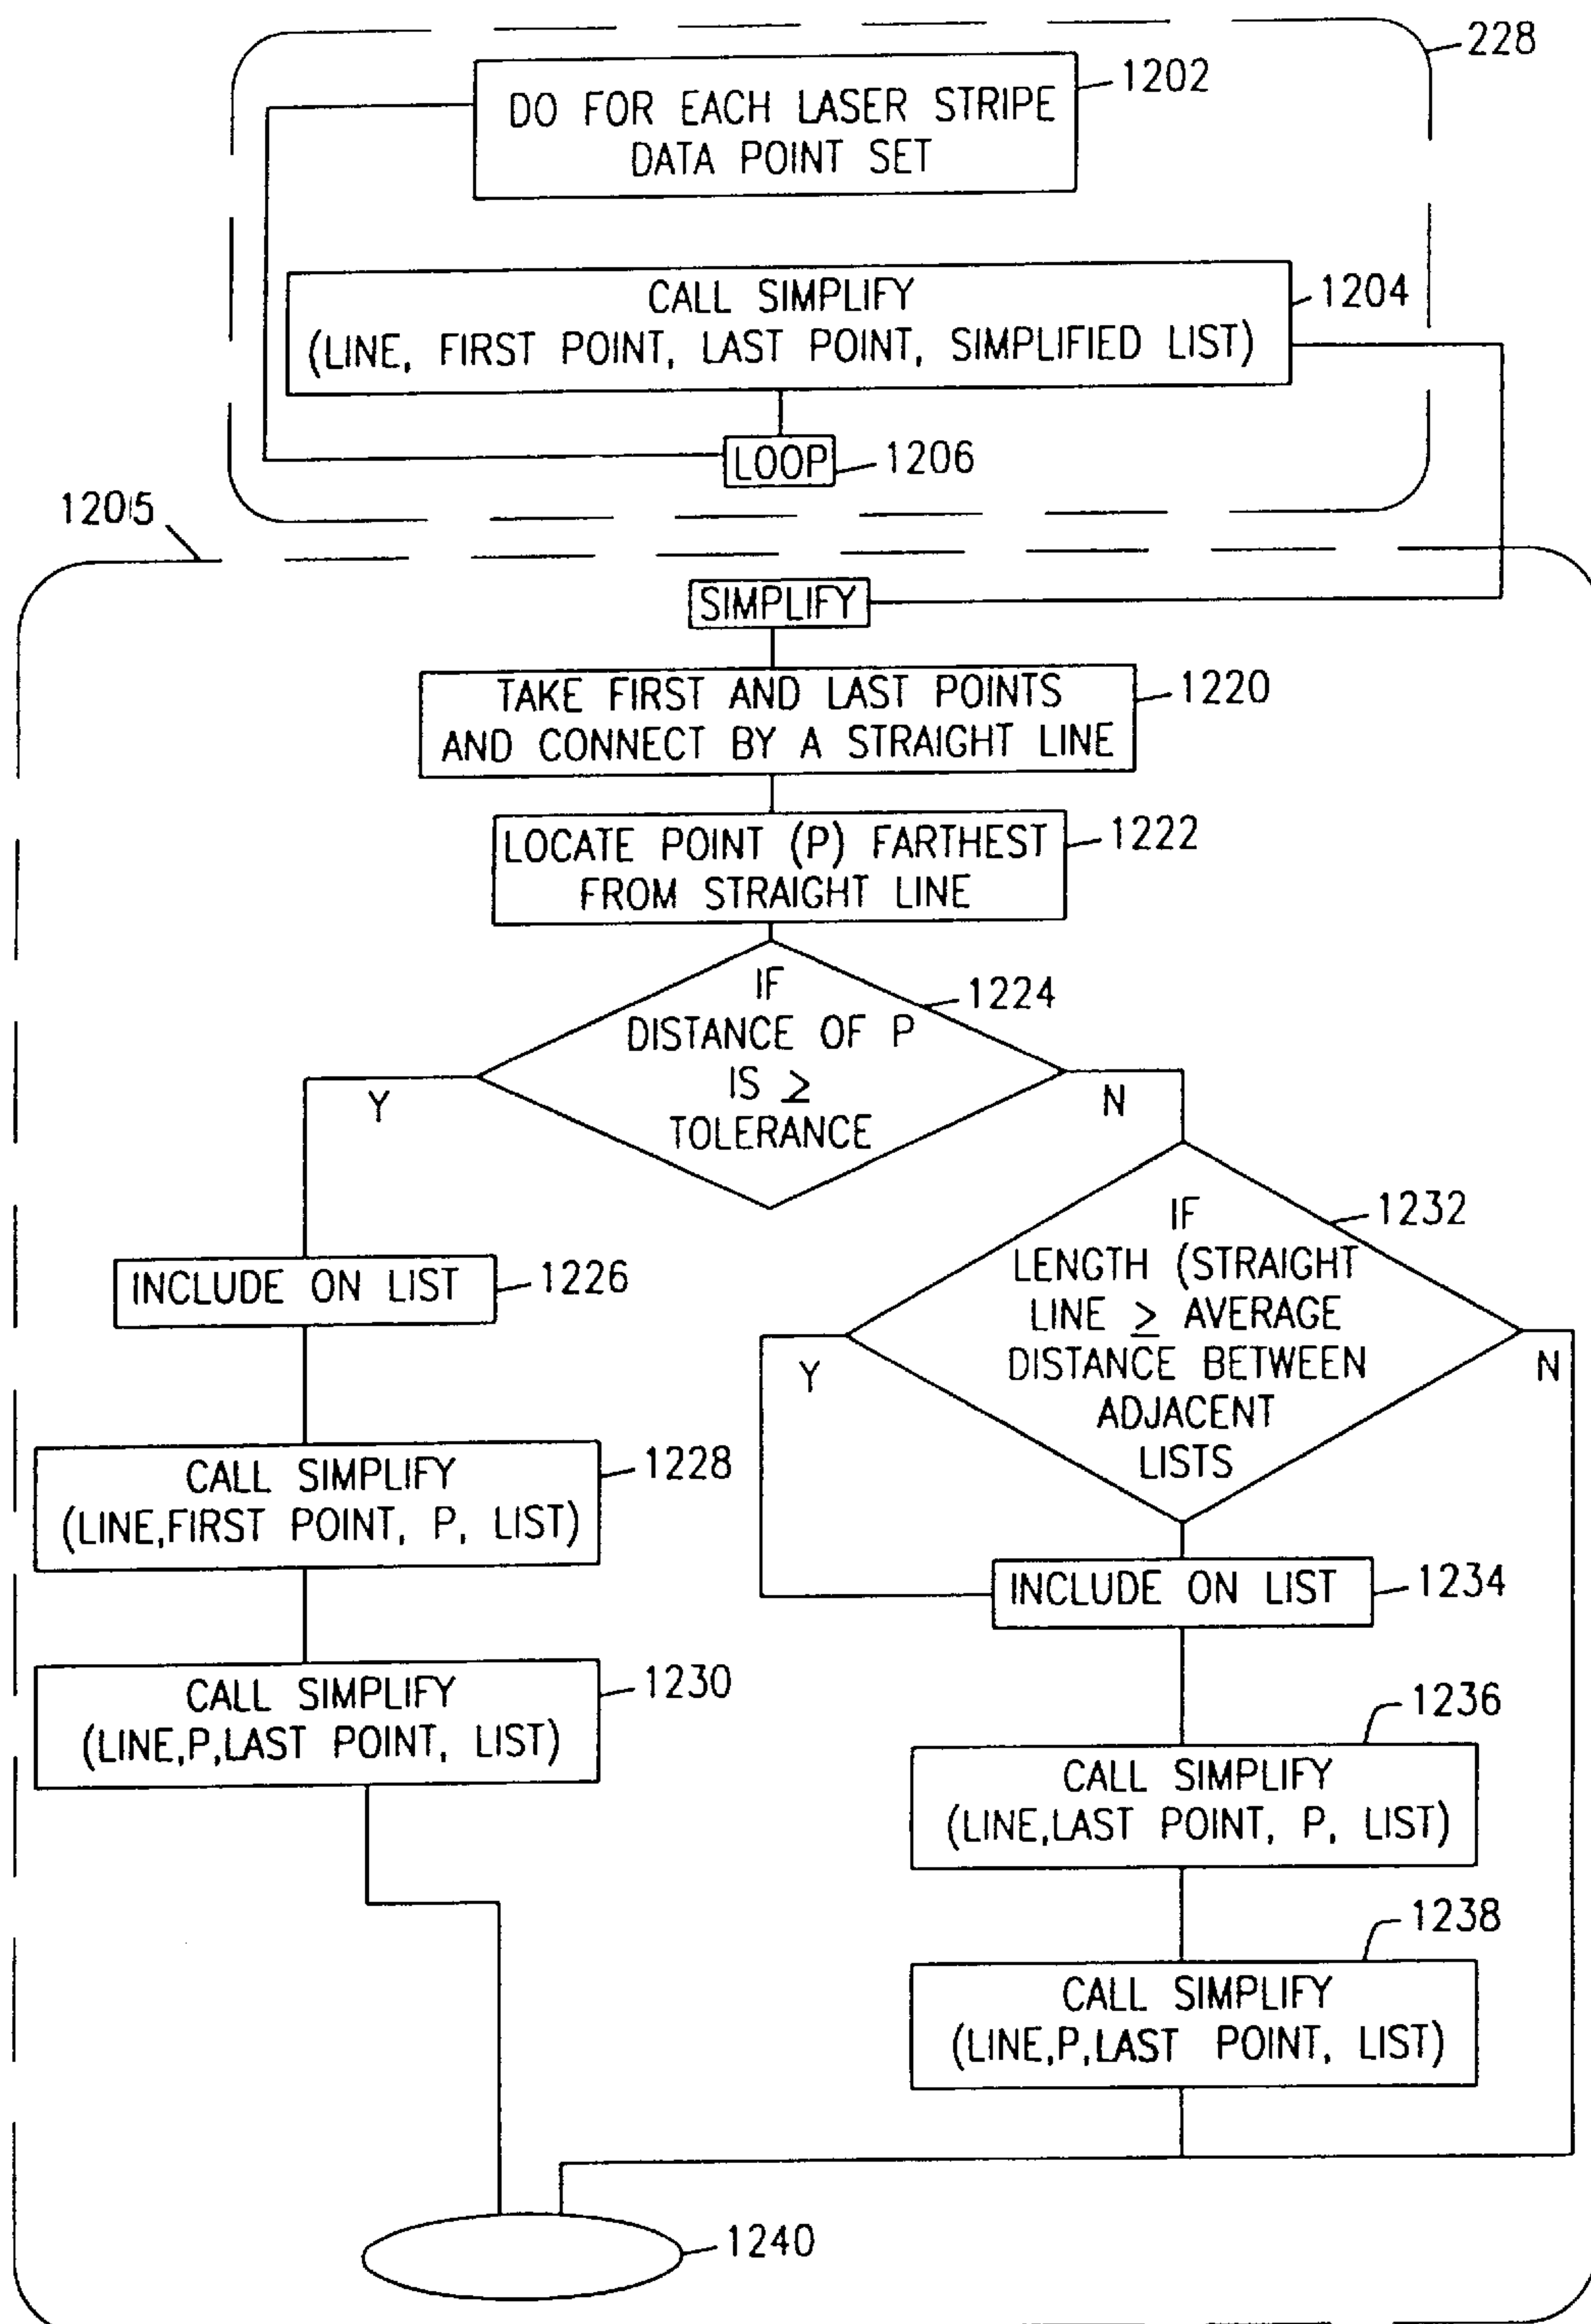 228
1202
DO FOR EACH LASER STRIPE
DATA POINT SET
1204
CALL SIMPLIFY
(LINE, FIRST POINT, LAST POINT, SIMPLIFIED LIST)
LOOP
1206
1205
SIMPLIFY
1220
TAKE FIRST AND LAST POINTS
AND CONNECT BY A STRAIGHT LINE
1222
LOCATE POINT (P) FARTHEST
FROM STRAIGHT LINE
1224
IF
DISTANCE OF P
IS ≥
TOLERANCE
Y
N
1226
INCLUDE ON LIST
1228
CALL SIMPLIFY
(LINE,FIRST POINT, P, LIST)
1230
CALL SIMPLIFY
(LINE,P,LAST POINT, LIST)
1232
IF
LENGTH (STRAIGHT
LINE ≥ AVERAGE
DISTANCE BETWEEN
ADJACENT
LISTS
Y
N
INCLUDE ON LIST
1234
1236
CALL SIMPLIFY
(LINE,LAST POINT, P, LIST)
1238
CALL SIMPLIFY
(LINE,P,LAST POINT, LIST)
1240